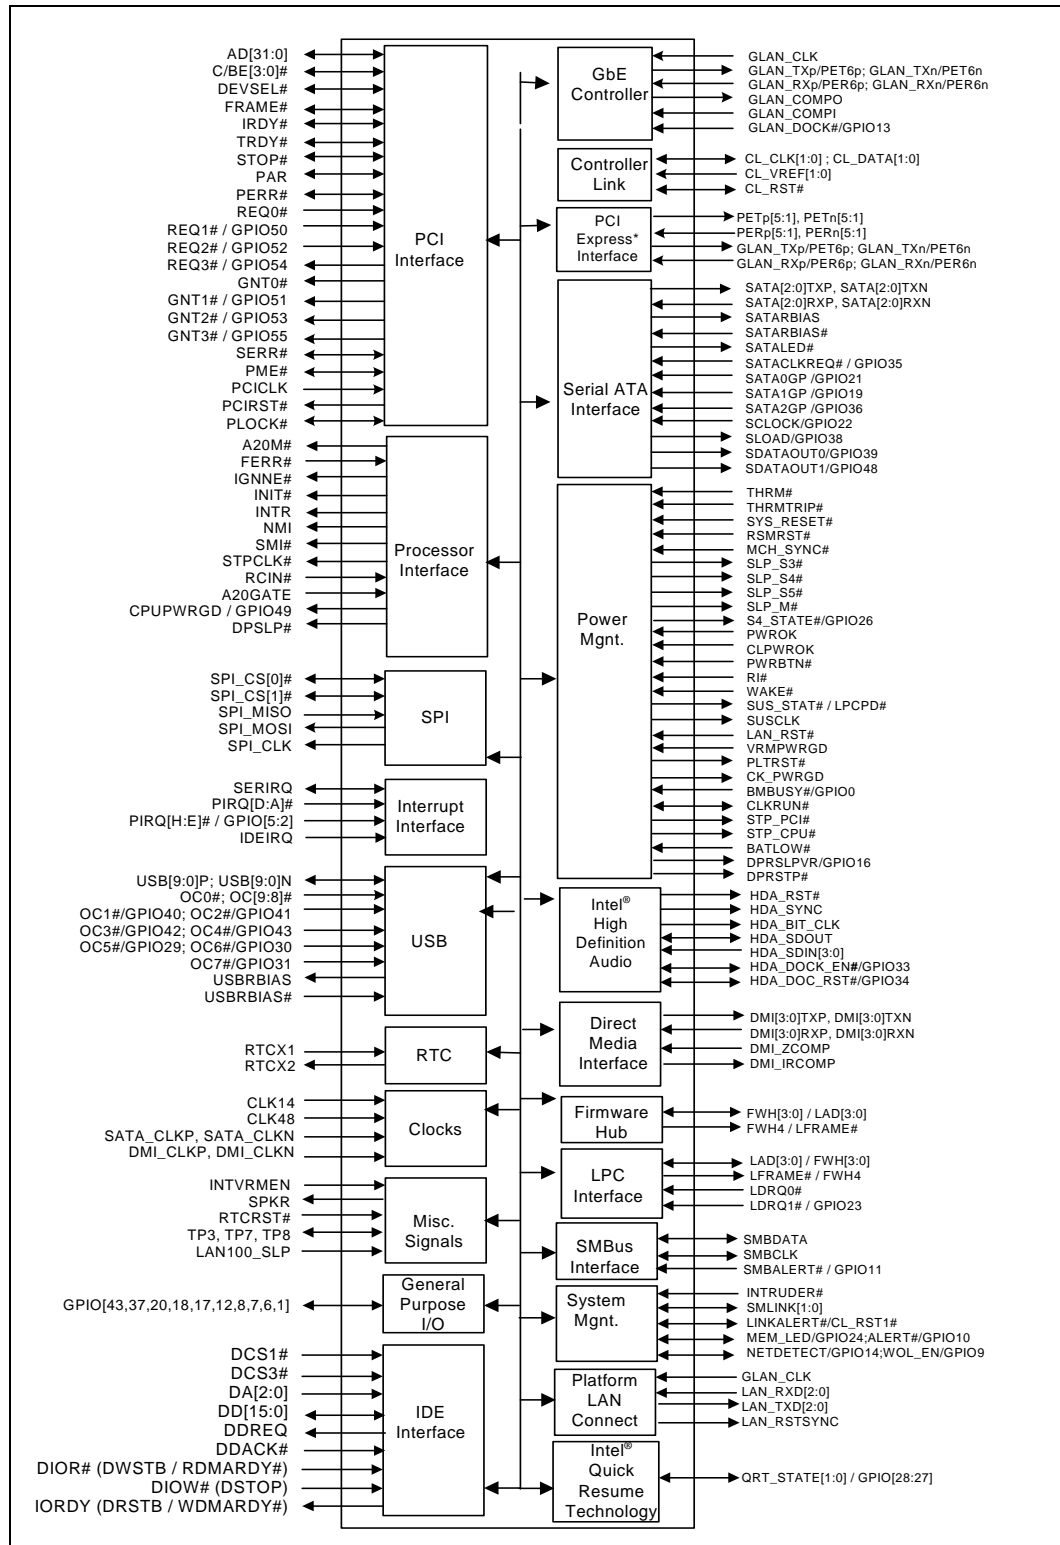 AD[31:0]
C/BE[3:0]#
DEVSEL#
FRAME#
IRDY#
TRDY#
STOP#
PAR
PERR#
REQ0#
REQ1# / GPIO50
REQ2# / GPIO52
REQ3# / GPIO54
GNT0#
GNT1# / GPIO51
GNT2# / GPIO53
GNT3# / GPIO55
SERR#
PME#
PCICLK
PCIRST#
PLOCK#
PCI
Interface
A20M#
FERR#
IGNNE#
INIT#
INTR
NMI
SMI#
STPCLK#
RCIN#
A20GATE
CPUPWRGD / GPIO49
DPSLP#
Processor
Interface
SPI_CS[0]#
SPI_CS[1]#
SPI_MISO
SPI_MOSI
SPI_CLK
SPI
SERIRQ
PIRQ[D:A]#
PIRQ[H:E]# / GPIO[5:2]
IDEIRQ
Interrupt
Interface
USB[9:0]P; USB[9:0]N
OC0#; OC[9:8]#
OC1#/GPIO40; OC2#/GPIO41
OC3#/GPIO42; OC4#/GPIO43
OC5#/GPIO29; OC6#/GPIO30
OC7#/GPIO31
USBRBIAS
USBRBIAS#
USB
RTCX1
RTCX2
RTC
CLK14
CLK48
SATA_CLKP, SATA_CLKN
DMI_CLKP, DMI_CLKN
Clocks
INTVRMEN
SPKR
RTCRST#
TP3, TP7, TP8
LAN100_SLP
Misc.
Signals
GPIO[43,37,20,18,17,12,8,7,6,1]
General
Purpose
I/O
DCS1#
DCS3#
DA[2:0]
DD[15:0]
DDREQ
DDACK#
DIOR# (DWSTB / RDMARDY#)
DIOW# (DSTOP)
IORDY (DRSTB / WDMARDY#)
IDE
Interface
GbE
Controller
GLAN_CLK
GLAN_TXp/PET6p; GLAN_TXn/PET6n
GLAN_RXp/PER6p; GLAN_RXn/PER6n
GLAN_COMPO
GLAN_COMPI
GLAN_DOCK#/GPIO13
Controller
Link
CL_CLK[1:0] ; CL_DATA[1:0]
CL_VREF[1:0]
CL_RST#
PCI
Express*
Interface
PETp[5:1], PETn[5:1]
PERp[5:1], PERn[5:1]
GLAN_TXp/PET6p; GLAN_TXn/PET6n
GLAN_RXp/PER6p; GLAN_RXn/PER6n
Serial ATA
Interface
SATA[2:0]TXP, SATA[2:0]TXN
SATA[2:0]RXP, SATA[2:0]RXN
SATARBIAS
SATARBIAS#
SATALED#
SATACLKREQ# / GPIO35
SATA0GP /GPIO21
SATA1GP /GPIO19
SATA2GP /GPIO36
SCLOCK/GPIO22
SLOAD/GPIO38
SDATAOUT0/GPIO39
SDATAOUT1/GPIO48
Power
Mgnt.
THRM#
THRMTRIP#
SYS_RESET#
RSMRST#
MCH_SYNC#
SLP_S3#
SLP_S4#
SLP_S5#
SLP_M#
S4_STATE#/GPIO26
PWROK
CLPWROK
PWRBTN#
RI#
WAKE#
SUS_STAT# / LPCPD#
SUSCLK
LAN_RST#
VRMPWRGD
PLTRST#
CK_PWRGD
BMBUSY#/GPIO0
CLKRUN#
STP_PCI#
STP_CPU#
BATLOW#
DPRSLPVR/GPIO16
DPRSTP#
Intel®
High
Definition
Audio
HDA_RST#
HDA_SYNC
HDA_BIT_CLK
HDA_SDOUT
HDA_SDIN[3:0]
HDA_DOCK_EN#/GPIO33
HDA_DOC_RST#/GPIO34
Direct
Media
Interface
DMI[3:0]TXP, DMI[3:0]TXN
DMI[3:0]RXP, DMI[3:0]RXN
DMI_ZCOMP
DMI_IRCOMP
Firmware
Hub
FWH[3:0] / LAD[3:0]
FWH4 / LFRAME#
LPC
Interface
LAD[3:0] / FWH[3:0]
LFRAME# / FWH4
LDRQ0#
LDRQ1# / GPIO23
SMBus
Interface
SMBDATA
SMBCLK
SMBALERT# / GPIO11
System
Mgnt.
INTRUDER#
SMLINK[1:0]
LINKALERT#/CL_RST1#
MEM_LED/GPIO24;ALERT#/GPIO10
NETDETECT/GPIO14;WOL_EN/GPIO9
Platform
LAN
Connect
GLAN_CLK
LAN_RXD[2:0]
LAN_TXD[2:0]
LAN_RSTSYNC
Intel®
Quick
Resume
Technology
QRT_STATE[1:0] / GPIO[28:27]